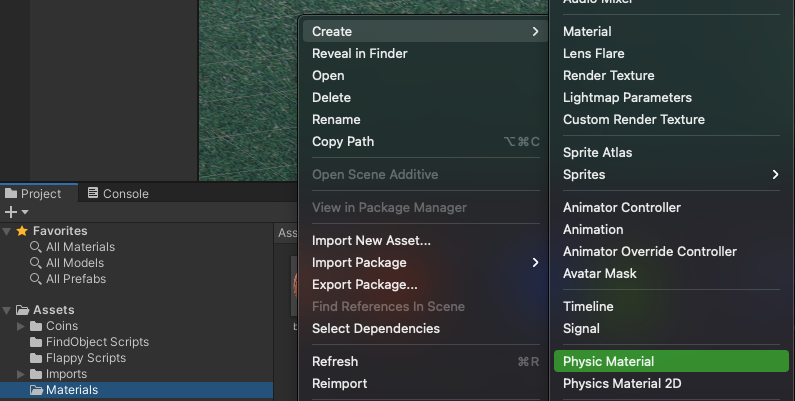 Audio Mixer
Create
Reveal in Finder
Open
Delete
Rename
Copy Path ⌥⌘C
Open Scene Additive
View in Package Manager
Import New Asset...
Import Package
Export Package...
Find References In Scene
Select Dependencies
Refresh ⌘R
Reimport
Material
Lens Flare
Render Texture
Lightmap Parameters
Custom Render Texture
Sprite Atlas
Sprites
Animator Controller
Animation
Animator Override Controller
Avatar Mask
Timeline
Signal
Physic Material
Physics Material 2D
Project
Console
Favorites
All Materials
All Models
All Prefabs
Assets
Coins
FindObject Scripts
Flappy Scripts
Imports
Materials
Ass
b